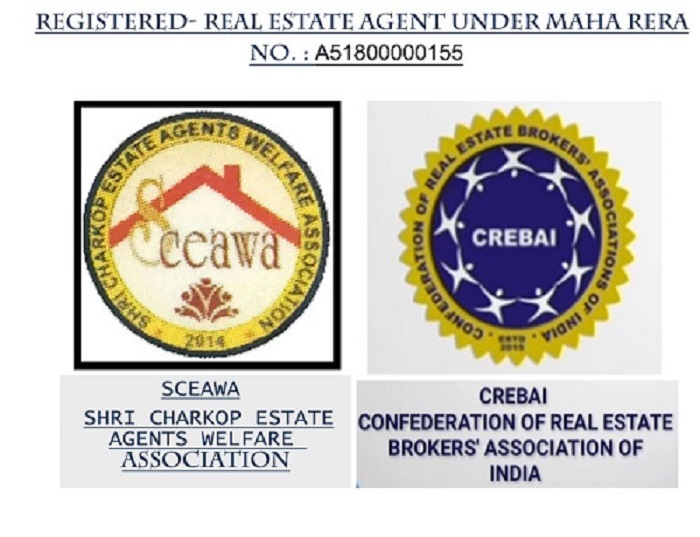 REGISTERED- REAL ESTATE AGENT UNDER MAHA RERA
NO. : A51800000155
SHRI CHARKOP ESTATE AGENTS WELFARE ASSOCIATION
Sceawa
2014
CONFEDERATION OF REAL ESTATE BROKERS' ASSOCIATIONS OF INDIA
CREBAI
ESTD
2015
SCEAWA
SHRI CHARKOP ESTATE
AGENTS WELFARE
ASSOCIATION
CREBAI
CONFEDERATION OF REAL ESTATE
BROKERS' ASSOCIATION OF
INDIA